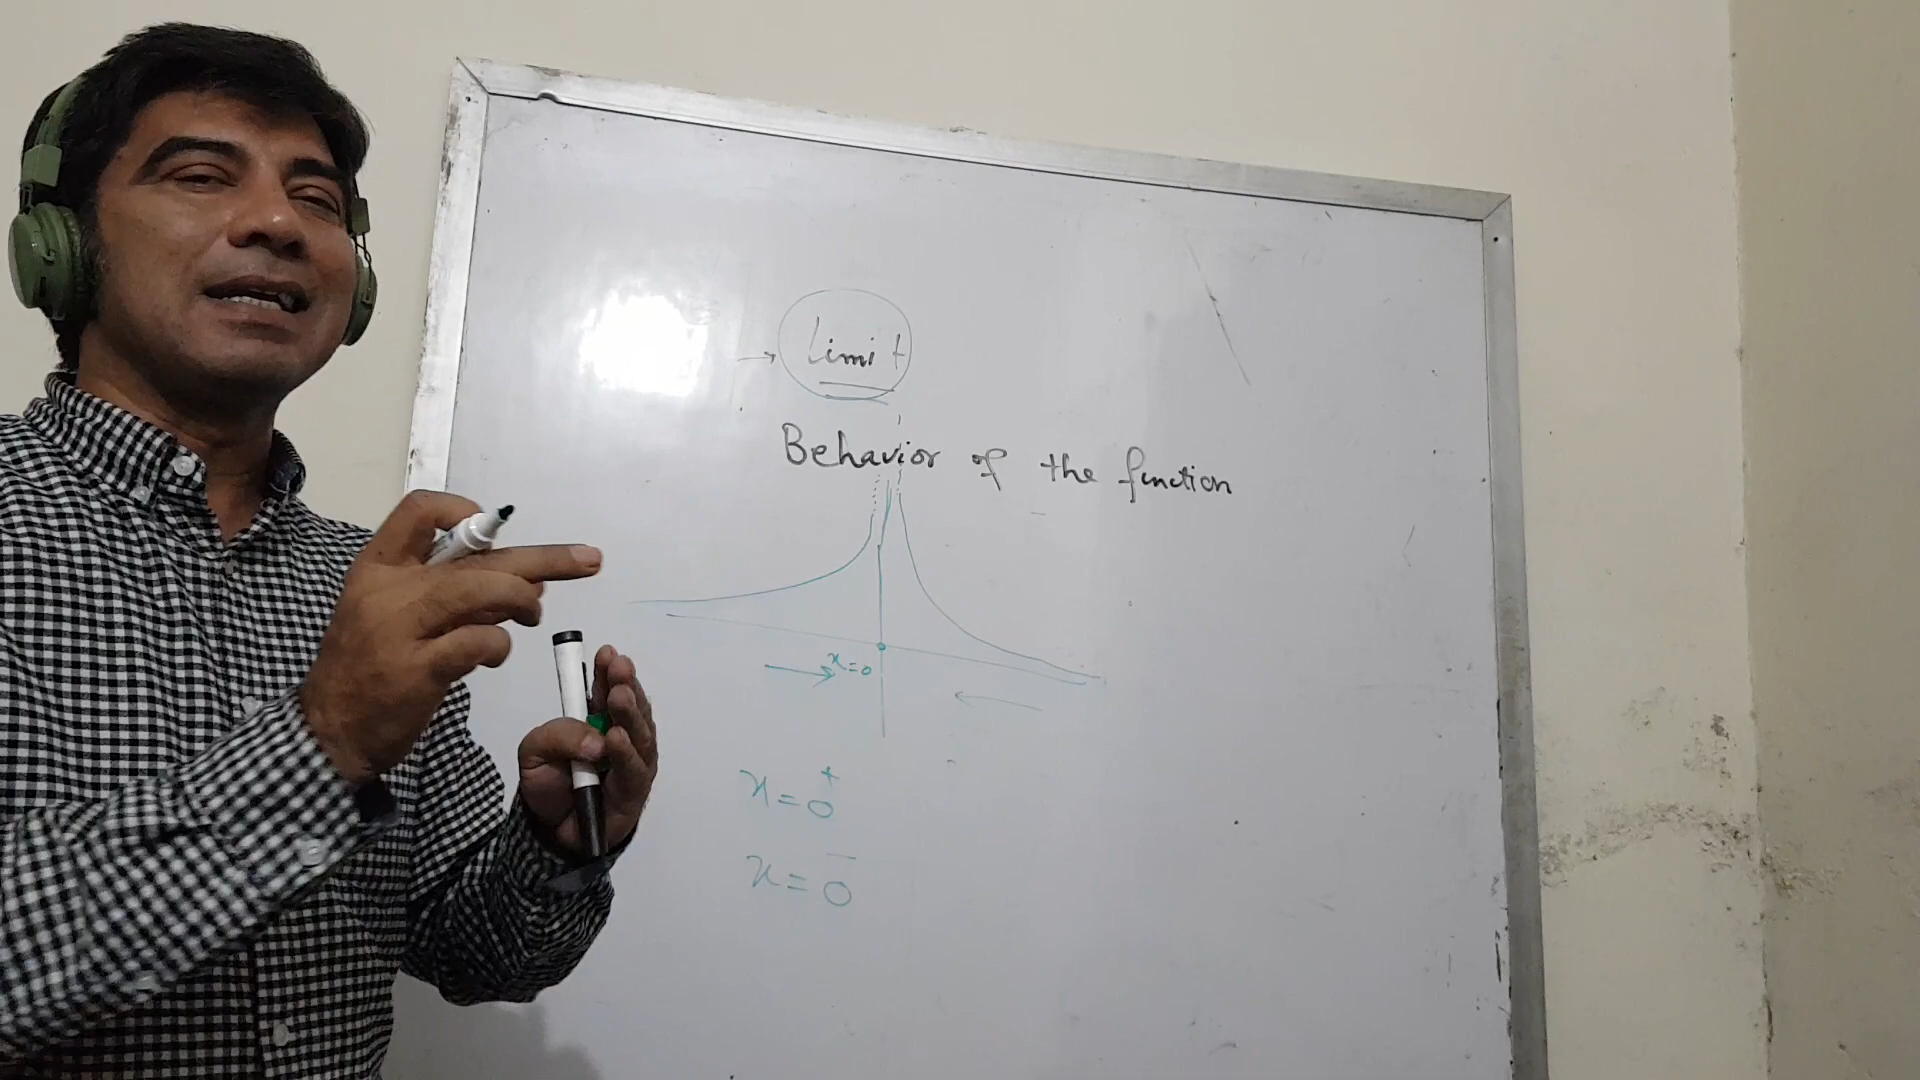 Limit
Behavior of the function
x=0
x=0⁺
x=0⁻